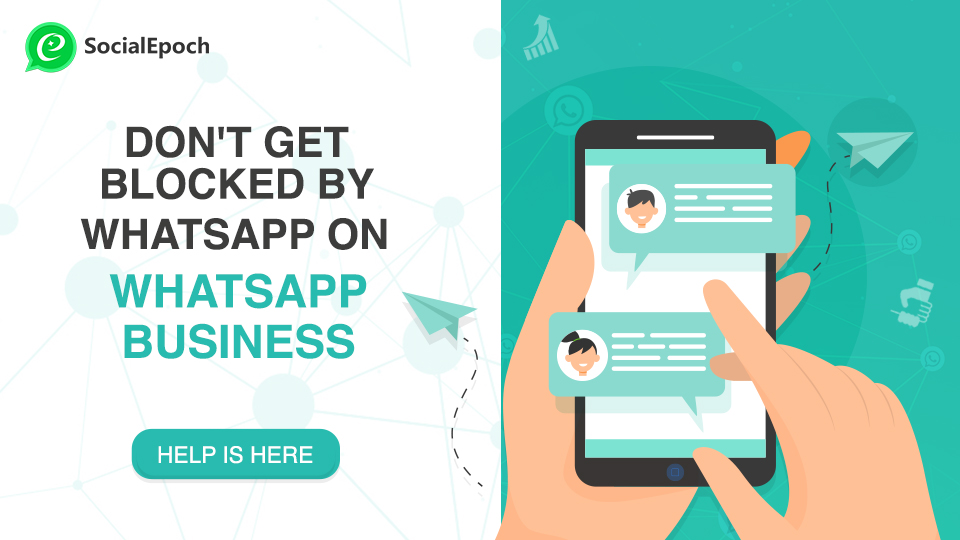 SocialEpoch
DON'T GET
BLOCKED BY
WHATSAPP ON
WHATSAPP
BUSINESS
HELP IS HERE